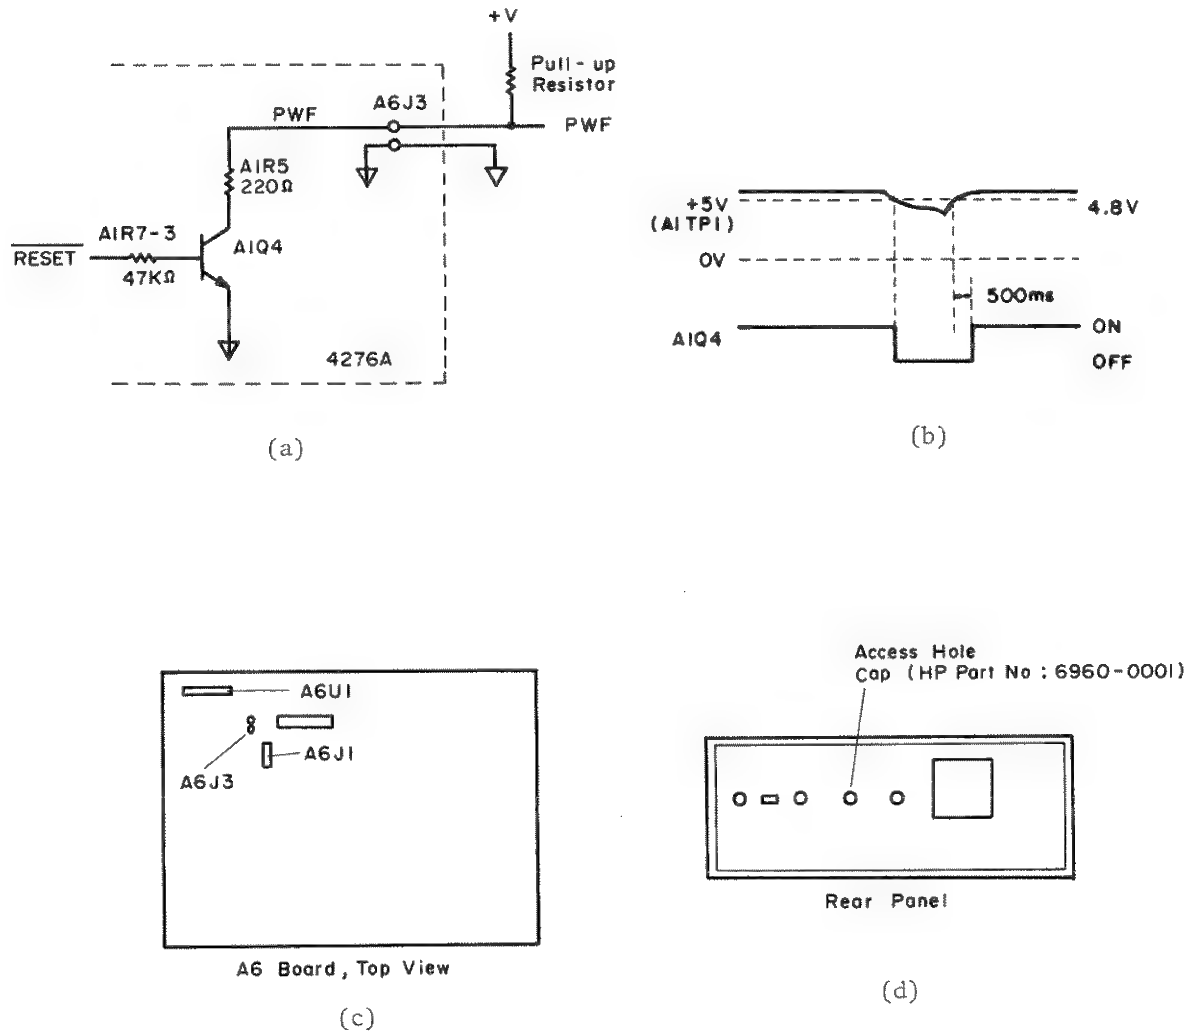 +V
Pull-up
Resistor
A6J3
PWF
PWF
A1R5
220Ω
RESET
A1R7-3
47KΩ
A1Q4
4276A
(a)
+5V
(A1TP1)
4.8V
0V
500ms
A1Q4
ON
OFF
(b)
A6U1
A6J1
A6J3
A6 Board, Top View
(c)
Access Hole
Cap (HP Part No : 6960-0001)
Rear Panel
(d)